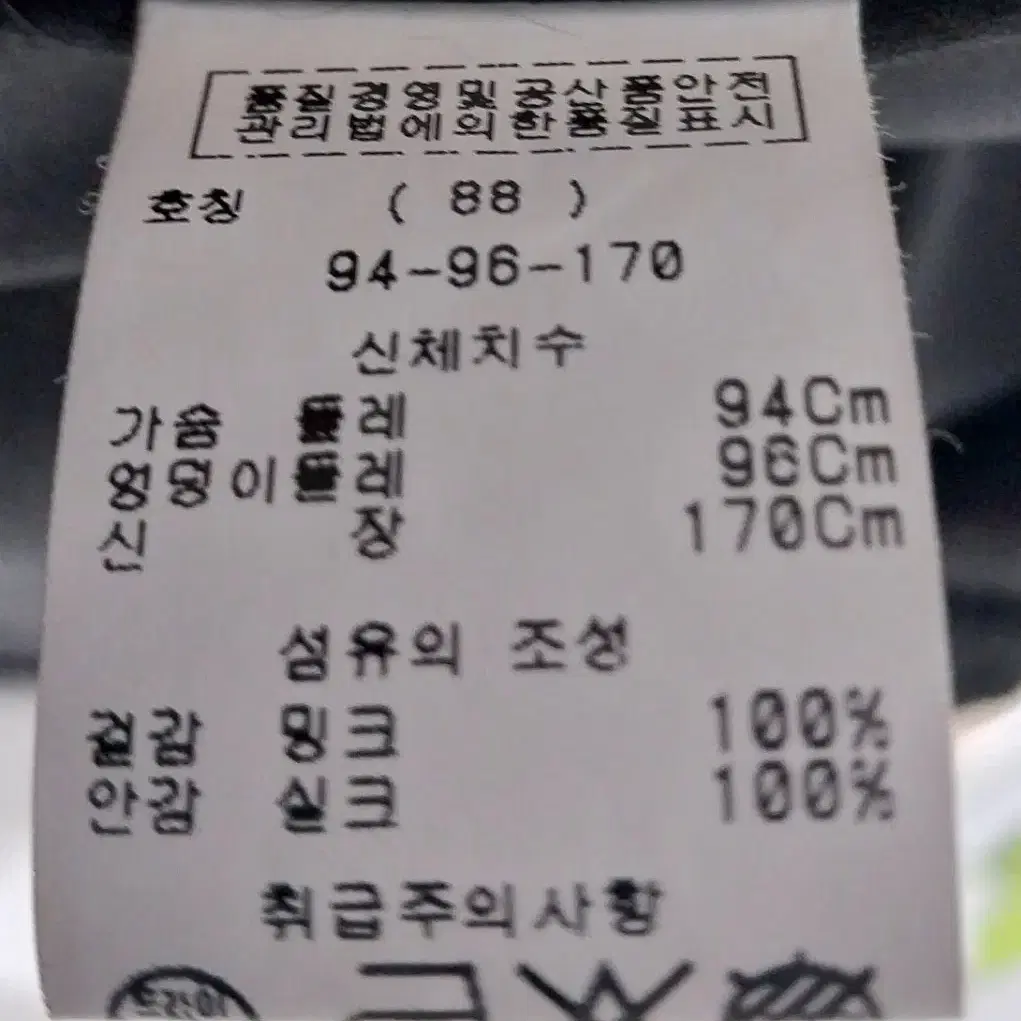 품질경영및공산품안전
관리법에의한품질표시
호칭 ( 88 )
94-96-170
신체치수
가슴 둘레 94Cm
엉덩이둘레 96Cm
신 장 170Cm
섬유의 조성
겉감 밍크 100%
안감 실크 100%
취급주의사항
드라이